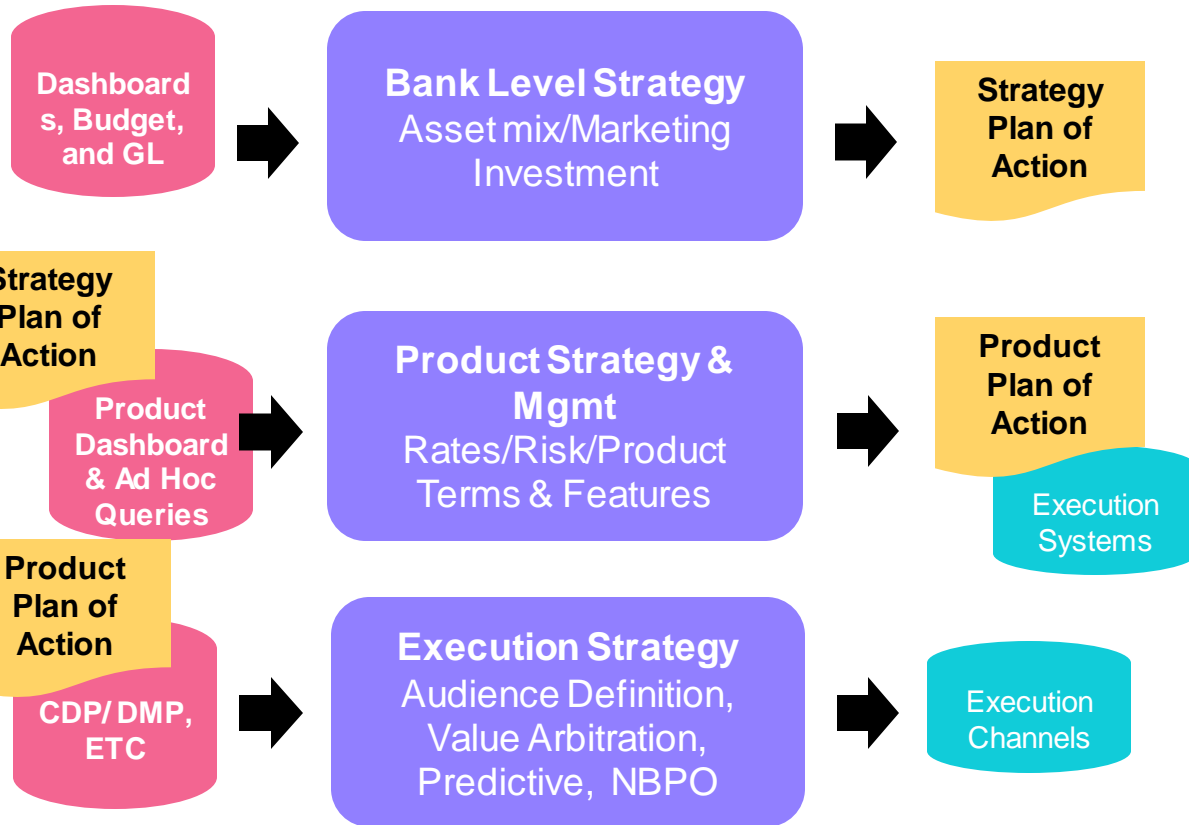 Dashboard
s, Budget,
and GL
Bank Level Strategy
Asset mix/Marketing
Investment
Strategy
Plan of
Action
Strategy
Plan of
Action
Product
Dashboard
& Ad Hoc
Queries
Product Strategy &
Mgmt
Rates/Risk/Product
Terms & Features
Product
Plan of
Action
Execution
Systems
Product
Plan of
Action
CDP/ DMP,
ETC
Execution Strategy
Audience Definition,
Value Arbitration,
Predictive, NBPO
Execution
Channels